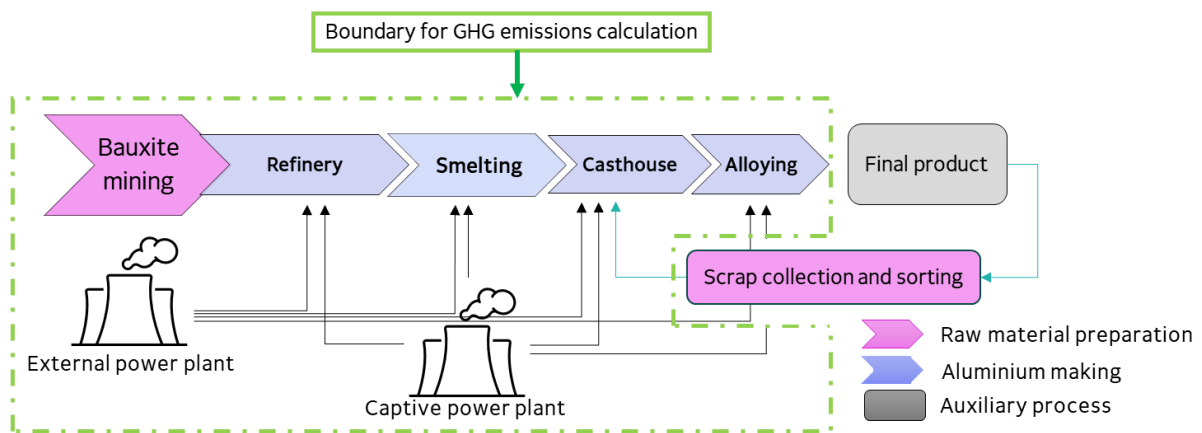 Boundary for GHG emissions calculation
Bauxite
mining
Refinery
Smelting
Casthouse
Alloying
Final product
Scrap collection and sorting
External power plant
Captive power plant
Raw material preparation
Aluminium making
Auxiliary process